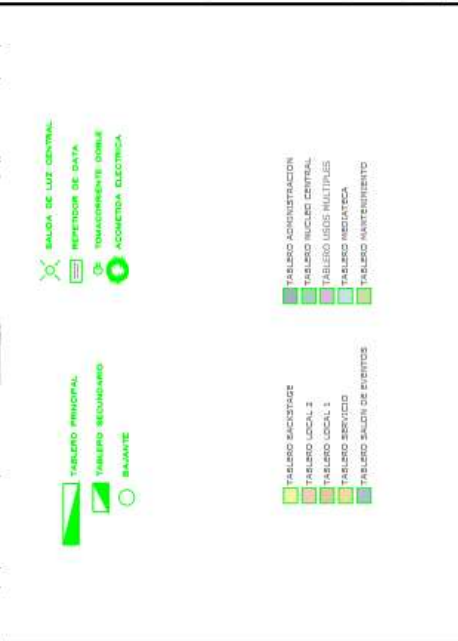 TABLERO PRINCIPAL
TABLERO SECUNDARIO
BAJANTE
SALIDA DE LUZ CENTRAL
REPETIDOR DE DATA
TOMACORRIENTE DOBLE
ACOMETIDA ELECTRICA
TABLERO BACKSTAGE
TABLERO LOCAL 2
TABLERO LOCAL 1
TABLERO SERVICIO
TABLERO SALON DE EVENTOS
TABLERO ADMINISTRACION
TABLERO NUCLEO CENTRAL
TABLERO USOS MULTIPLES
TABLERO MEDIATECA
TABLERO MANTENIMIENTO